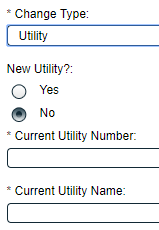 * Change Type:
Utility
New Utility?:
Yes
No
* Current Utility Number:
* Current Utility Name: